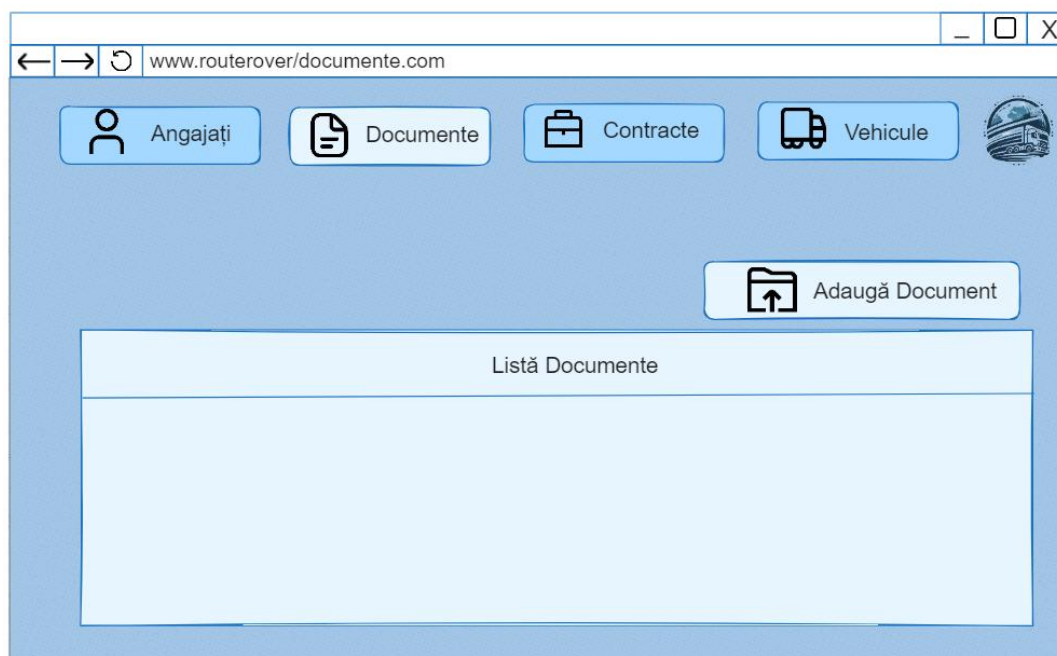 _ X
www.routerover/documente.com
Angajați Documente Contracte Vehicule
Adaugă Document
Listă Documente